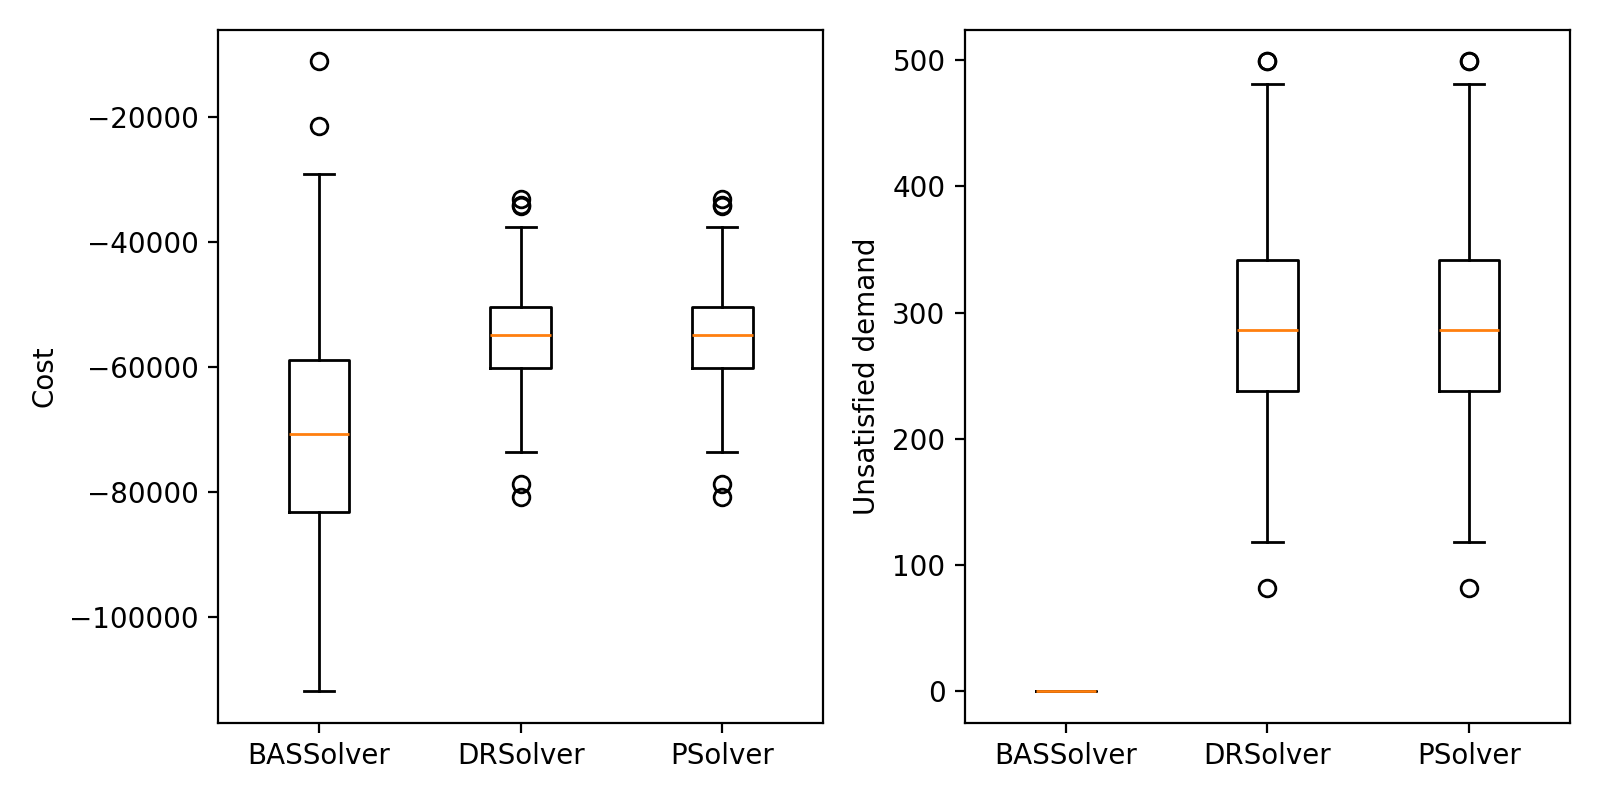 Cost
−20000
−40000
−60000
−80000
−100000
BASSolver DRSolver PSolver
Unsatisfied demand
500
400
300
200
100
0
BASSolver DRSolver PSolver